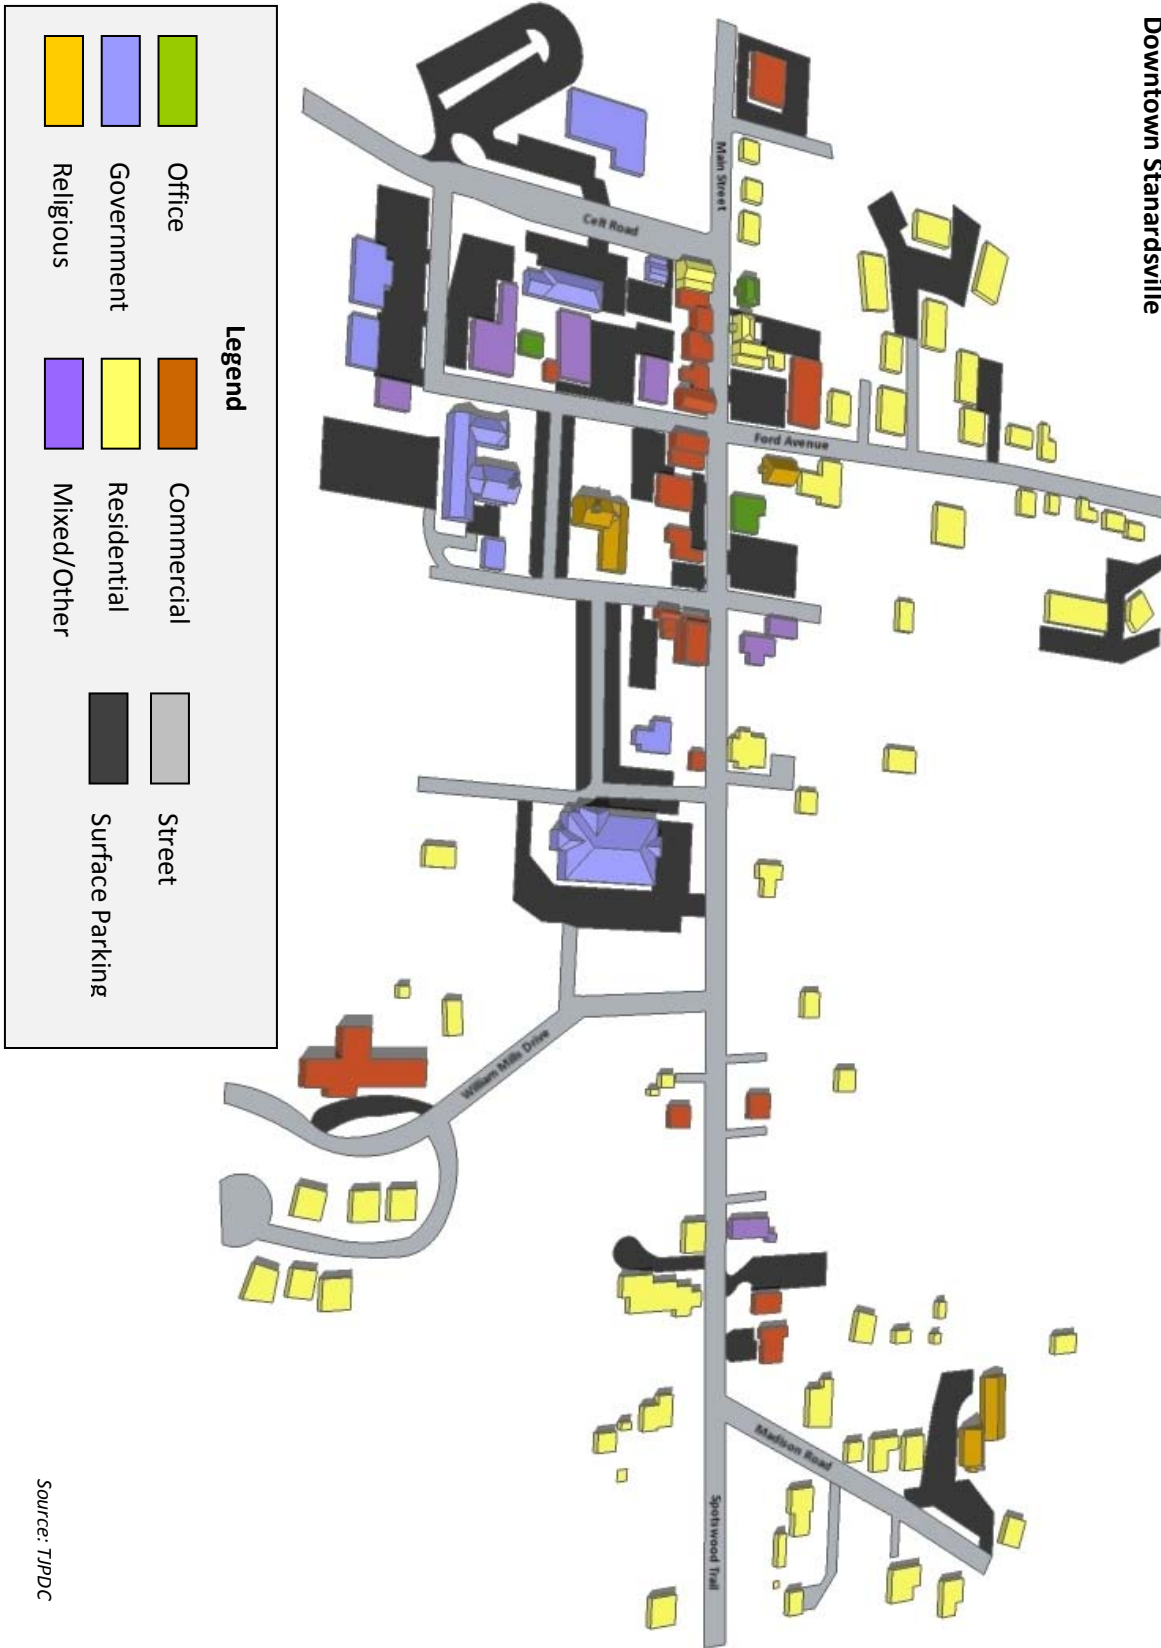 Downtown Stanardsville
Main Street
Celt Road
Ford Avenue
William Mills Drive
Madison Road
Spotswood Trail
Legend
Office
Commercial
Street
Government
Residential
Surface Parking
Religious
Mixed/Other
Source: TJPDC